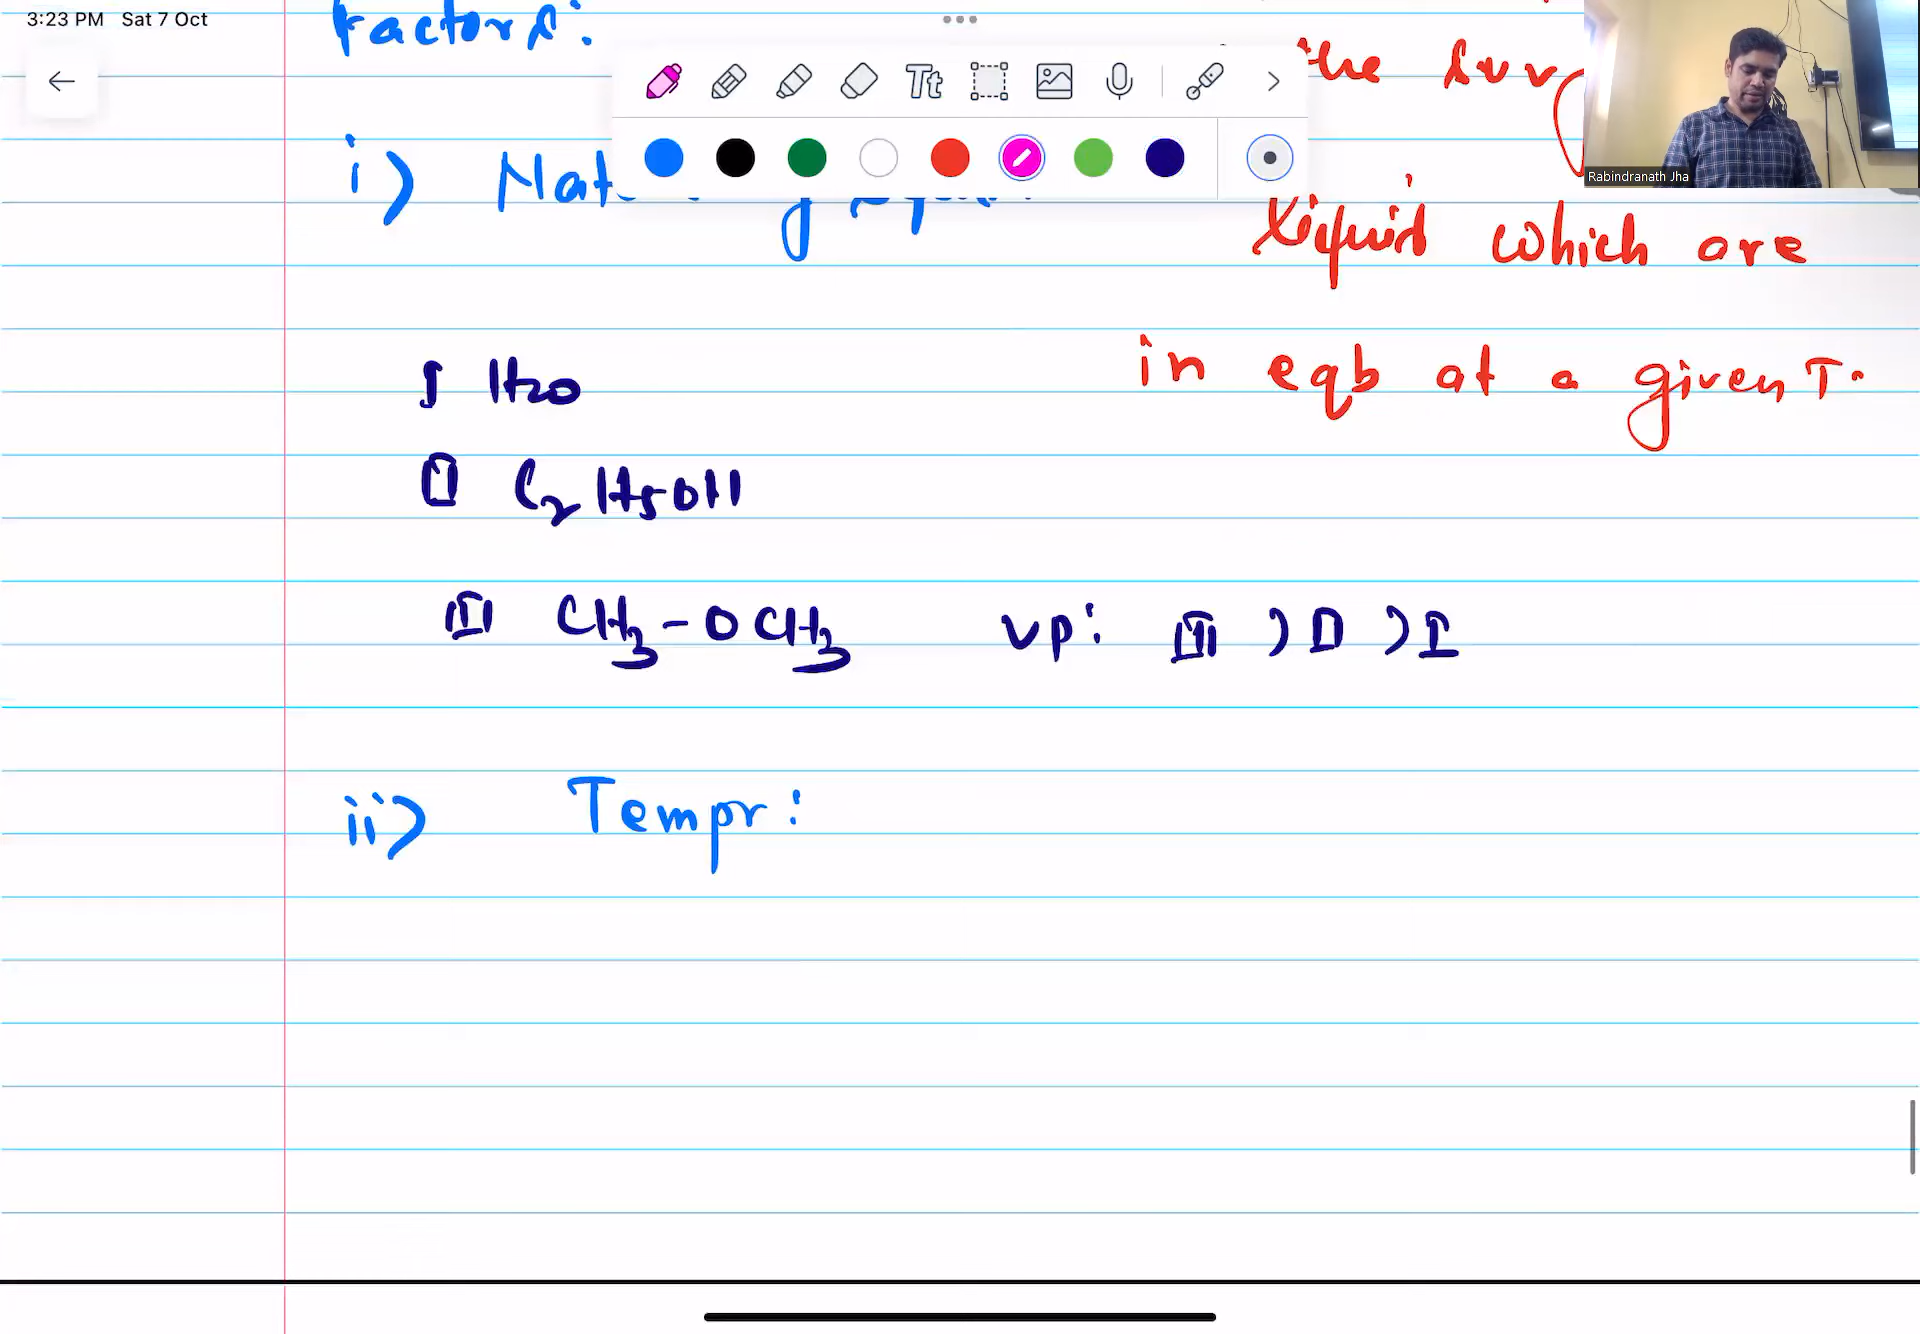 3:23 PM Sat 7 Oct
Factors:
Tt
the
i)
Rabindranath Jha
liquid which are
in eqb at a given T.
I H2O
II C2H5OH
III CH3-OCH3 vp: III > II > I
ii) Tempr: